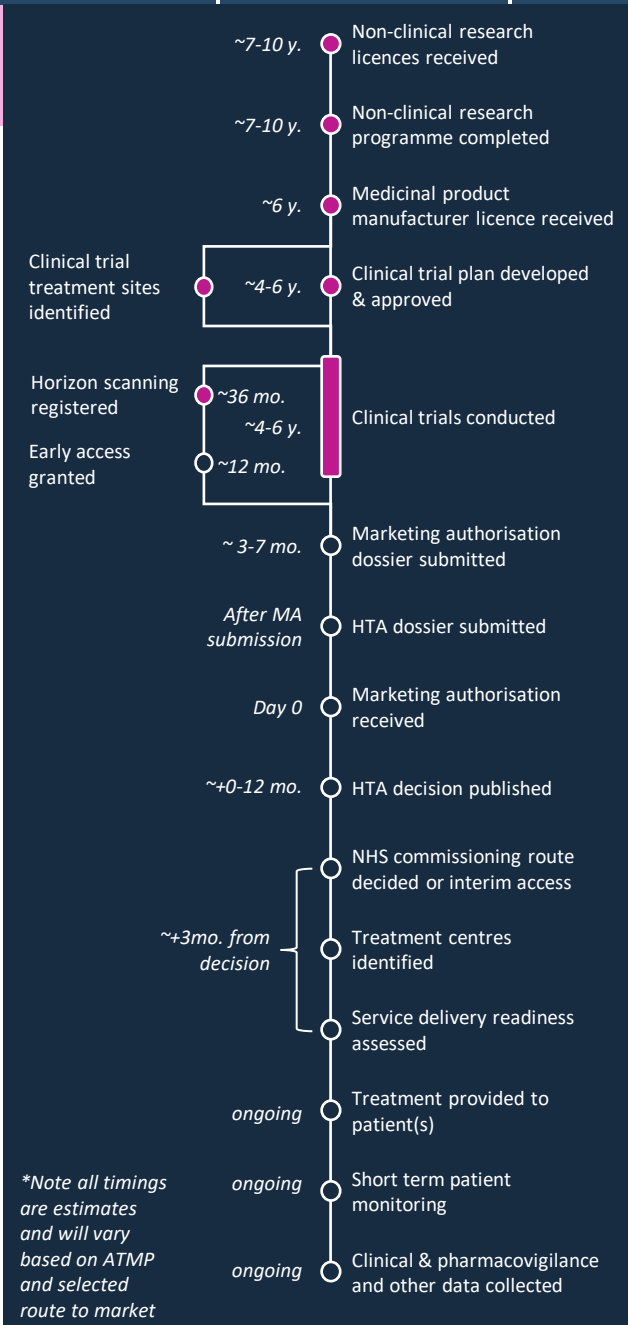 ~7-10 y.
Non-clinical research
licences received
~7-10 y.
Non-clinical research
programme completed
~6 y.
Medicinal product
manufacturer licence received
Clinical trial
treatment sites
identified
~4-6 y.
Clinical trial plan developed
& approved
Horizon scanning
registered
~36 mo.
~4-6 y.
Clinical trials conducted
Early access
granted
~12 mo.
~ 3-7 mo.
Marketing authorisation
dossier submitted
After MA
submission
HTA dossier submitted
Day 0
Marketing authorisation
received
~+0-12 mo.
HTA decision published
NHS commissioning route
decided or interim access
~+3mo. from
decision
Treatment centres
identified
Service delivery readiness
assessed
ongoing
Treatment provided to
patient(s)
ongoing
Short term patient
monitoring
ongoing
Clinical & pharmacovigilance
and other data collected
*Note all timings
are estimates
and will vary
based on ATMP
and selected
route to market